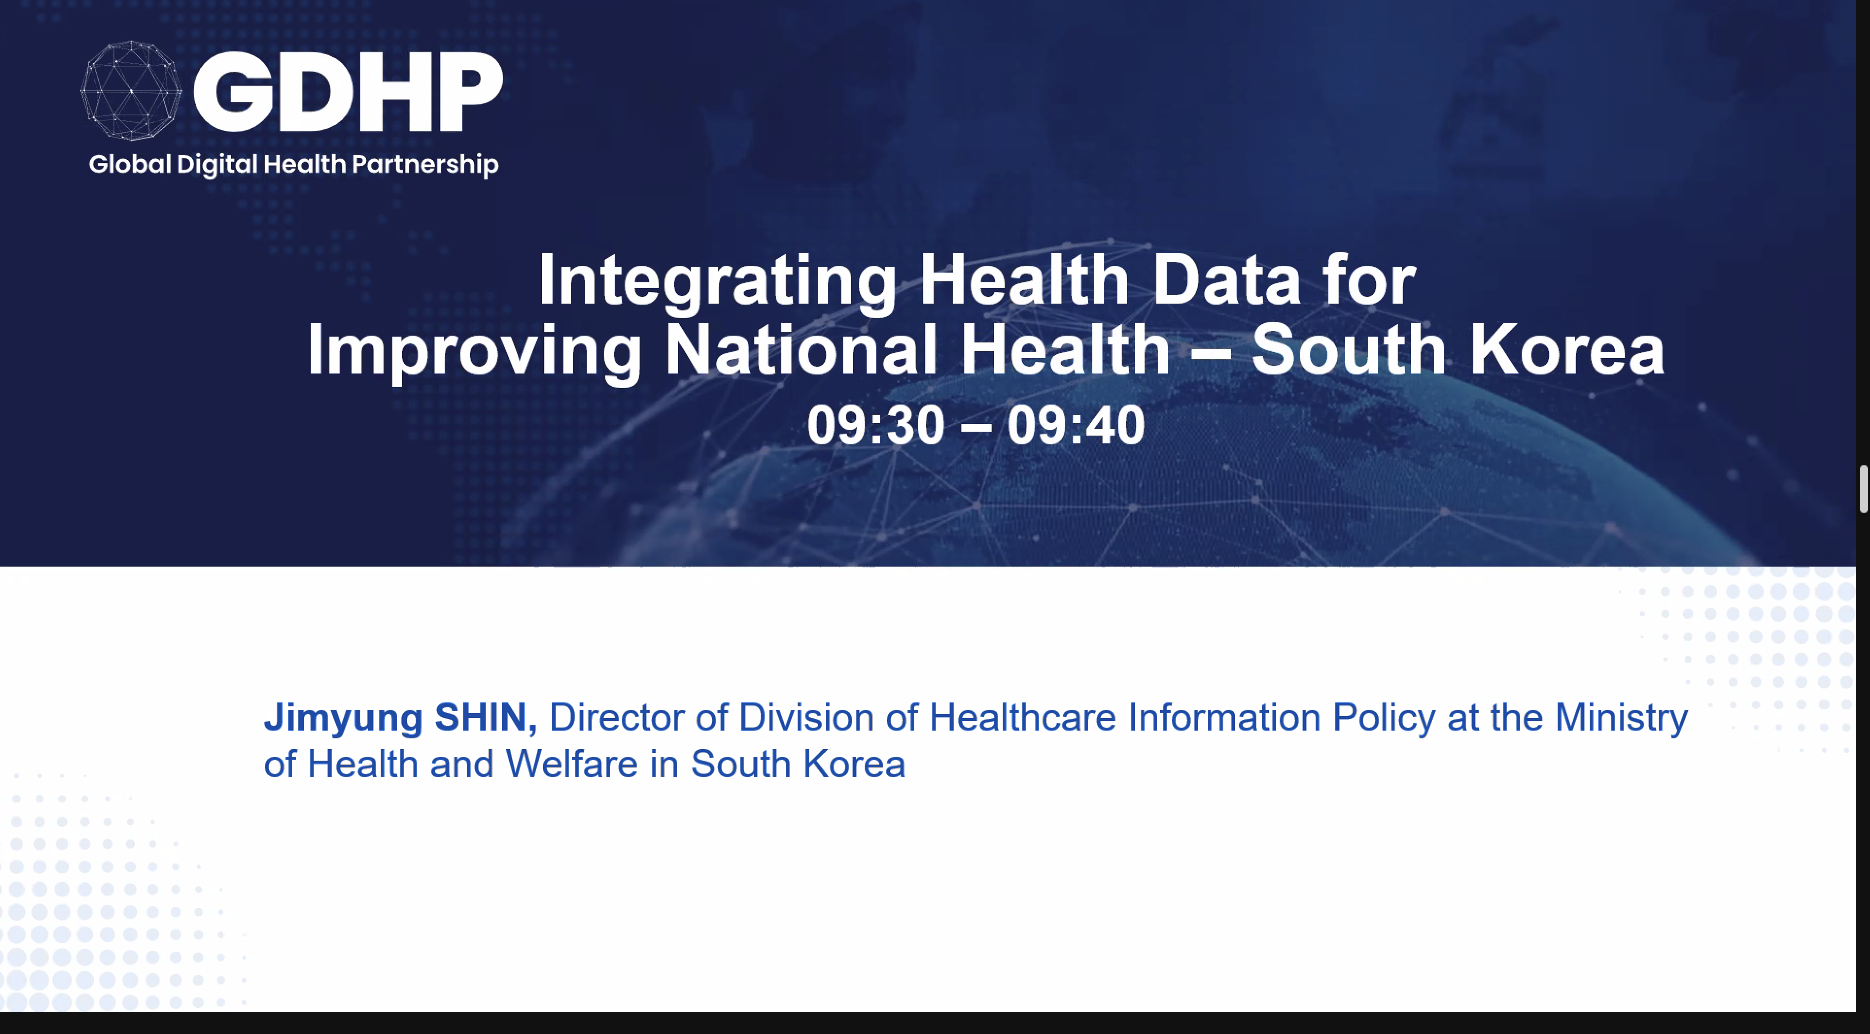 GDHP
Global Digital Health Partnership
Integrating Health Data for
Improving National Health – South Korea
09:30 – 09:40
Jimyung SHIN, Director of Division of Healthcare Information Policy at the Ministry
of Health and Welfare in South Korea